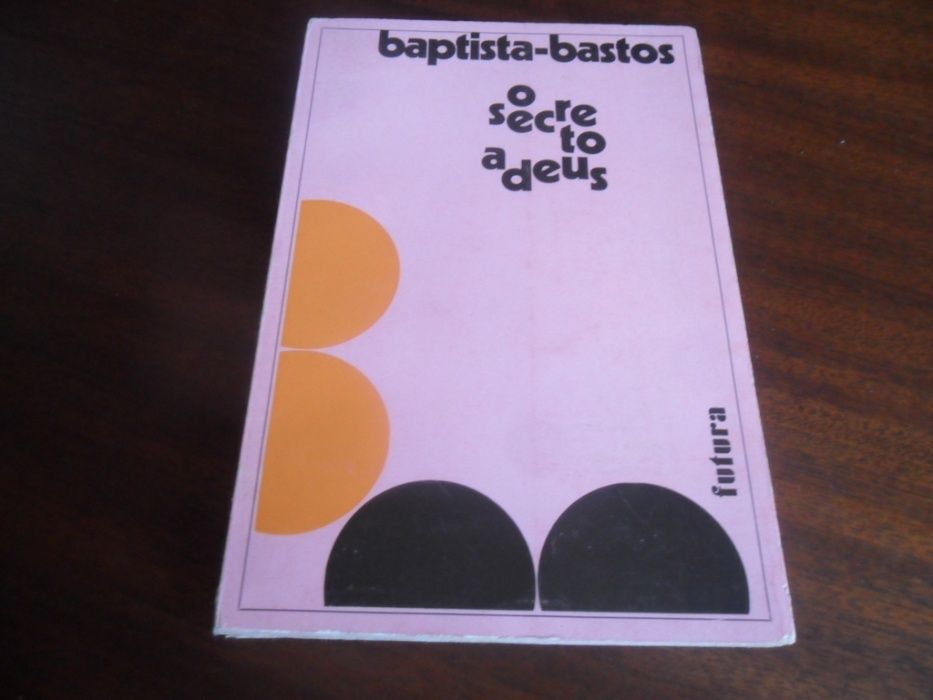 baptista-bastos
o
secre
to
adeus
futura